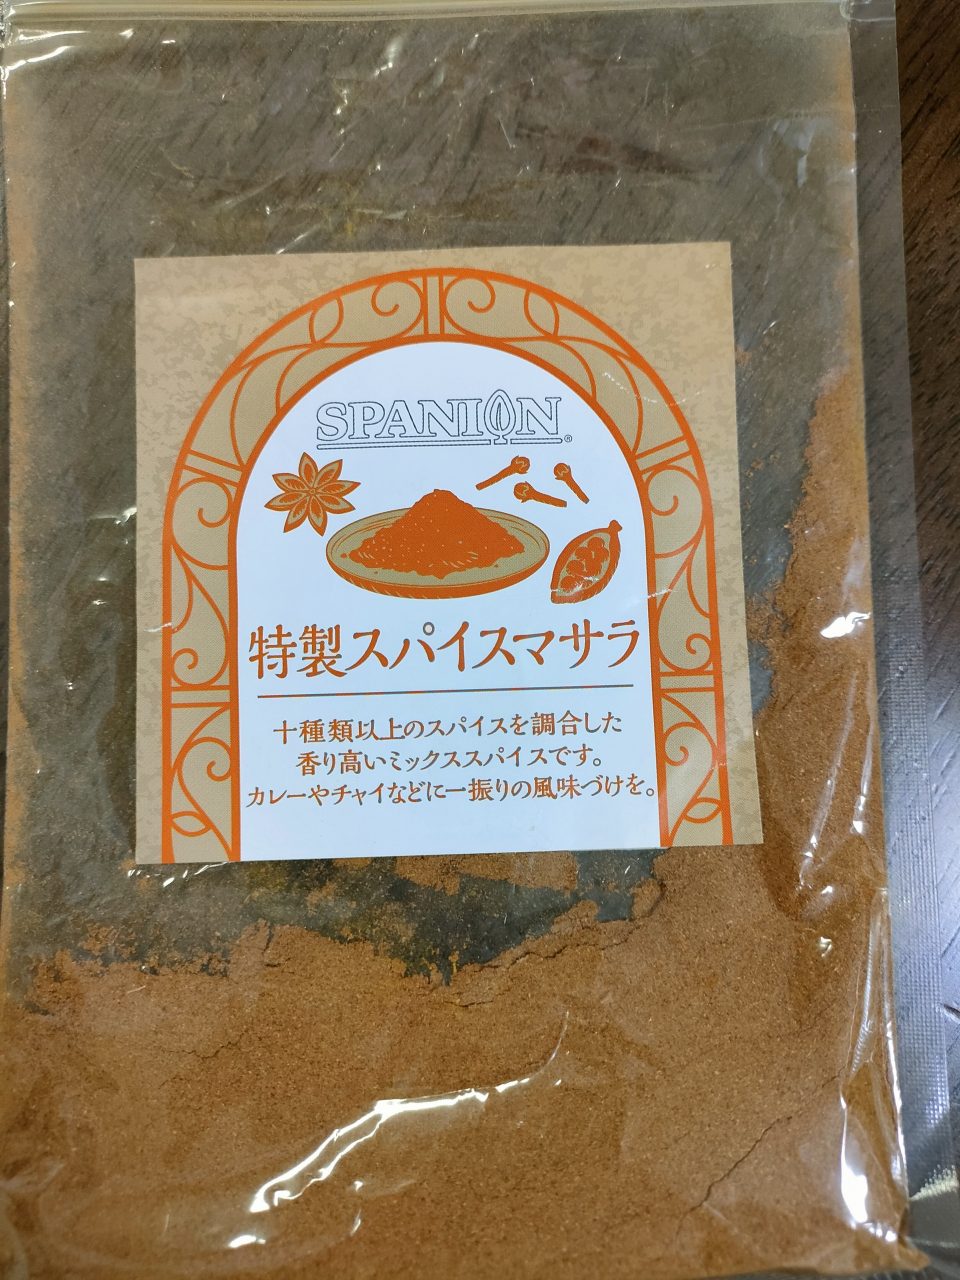 SPANION®
特製スパイスマサラ
十種類以上のスパイスを調合した
香り高いミックススパイスです。
カレーやチャイなどに一振りの風味づけを。